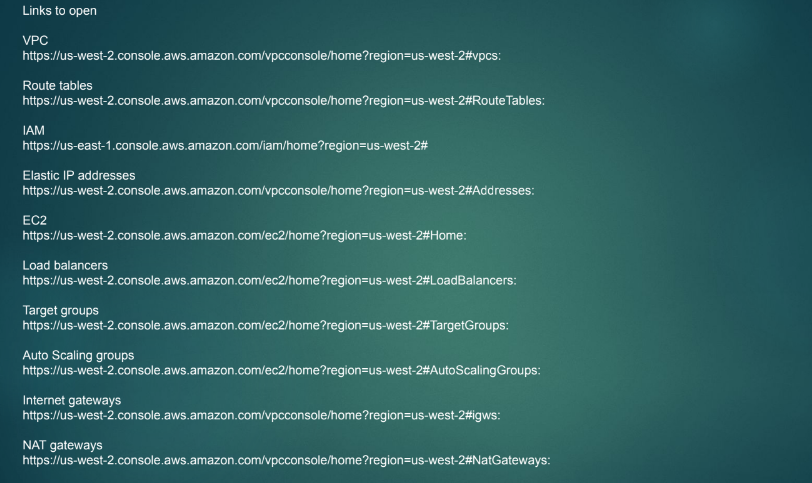 Links to open
VPC
https://us-west-2.console.aws.amazon.com/vpcconsole/home?region=us-west-2#vpcs:
Route tables
https://us-west-2.console.aws.amazon.com/vpcconsole/home?region=us-west-2#RouteTables:
IAM
https://us-east-1.console.aws.amazon.com/iam/home?region=us-west-2#
Elastic IP addresses
https://us-west-2.console.aws.amazon.com/vpcconsole/home?region=us-west-2#Addresses:
EC2
https://us-west-2.console.aws.amazon.com/ec2/home?region=us-west-2#Home:
Load balancers
https://us-west-2.console.aws.amazon.com/ec2/home?region=us-west-2#LoadBalancers:
Target groups
https://us-west-2.console.aws.amazon.com/ec2/home?region=us-west-2#TargetGroups:
Auto Scaling groups
https://us-west-2.console.aws.amazon.com/ec2/home?region=us-west-2#AutoScalingGroups:
Internet gateways
https://us-west-2.console.aws.amazon.com/vpcconsole/home?region=us-west-2#igws:
NAT gateways
https://us-west-2.console.aws.amazon.com/vpcconsole/home?region=us-west-2#NatGateways: